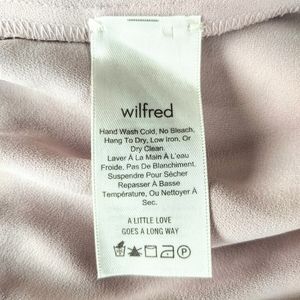 wilfred
Hand Wash Cold, No Bleach,
Hang To Dry, Low Iron, Or
Dry Clean.
Laver À La Main À L'eau
Froide. Pas De Blanchiment.
Suspendre Pour Sécher
Repasser À Basse
Température, Ou Nettoyer À
Sec.
A LITTLE LOVE
GOES A LONG WAY
P